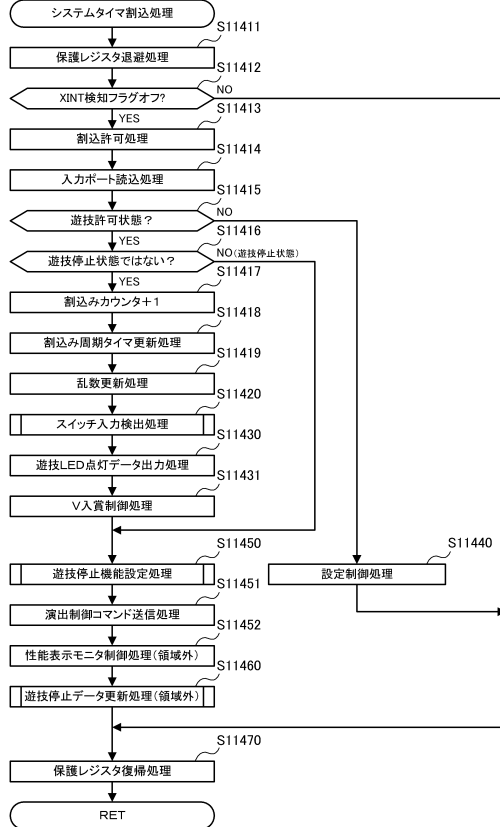 システムタイマ割込処理
S11411
保護レジスタ退避処理
S11412
XINT検知フラグオフ?
NO
YES
S11413
割込許可処理
S11414
入力ポート読込処理
S11415
遊技許可状態？
NO
YES
S11416
遊技停止状態ではない？
NO(遊技停止状態)
YES
S11417
割込みカウンタ＋１
S11418
割込み周期タイマ更新処理
S11419
乱数更新処理
S11420
スイッチ入力検出処理
S11430
遊技LED点灯データ出力処理
S11431
V入賞制御処理
S11450
遊技停止機能設定処理
S11440
設定制御処理
S11451
演出制御コマンド送信処理
S11452
性能表示モニタ制御処理(領域外)
S11460
遊技停止データ更新処理(領域外)
S11470
保護レジスタ復帰処理
RET